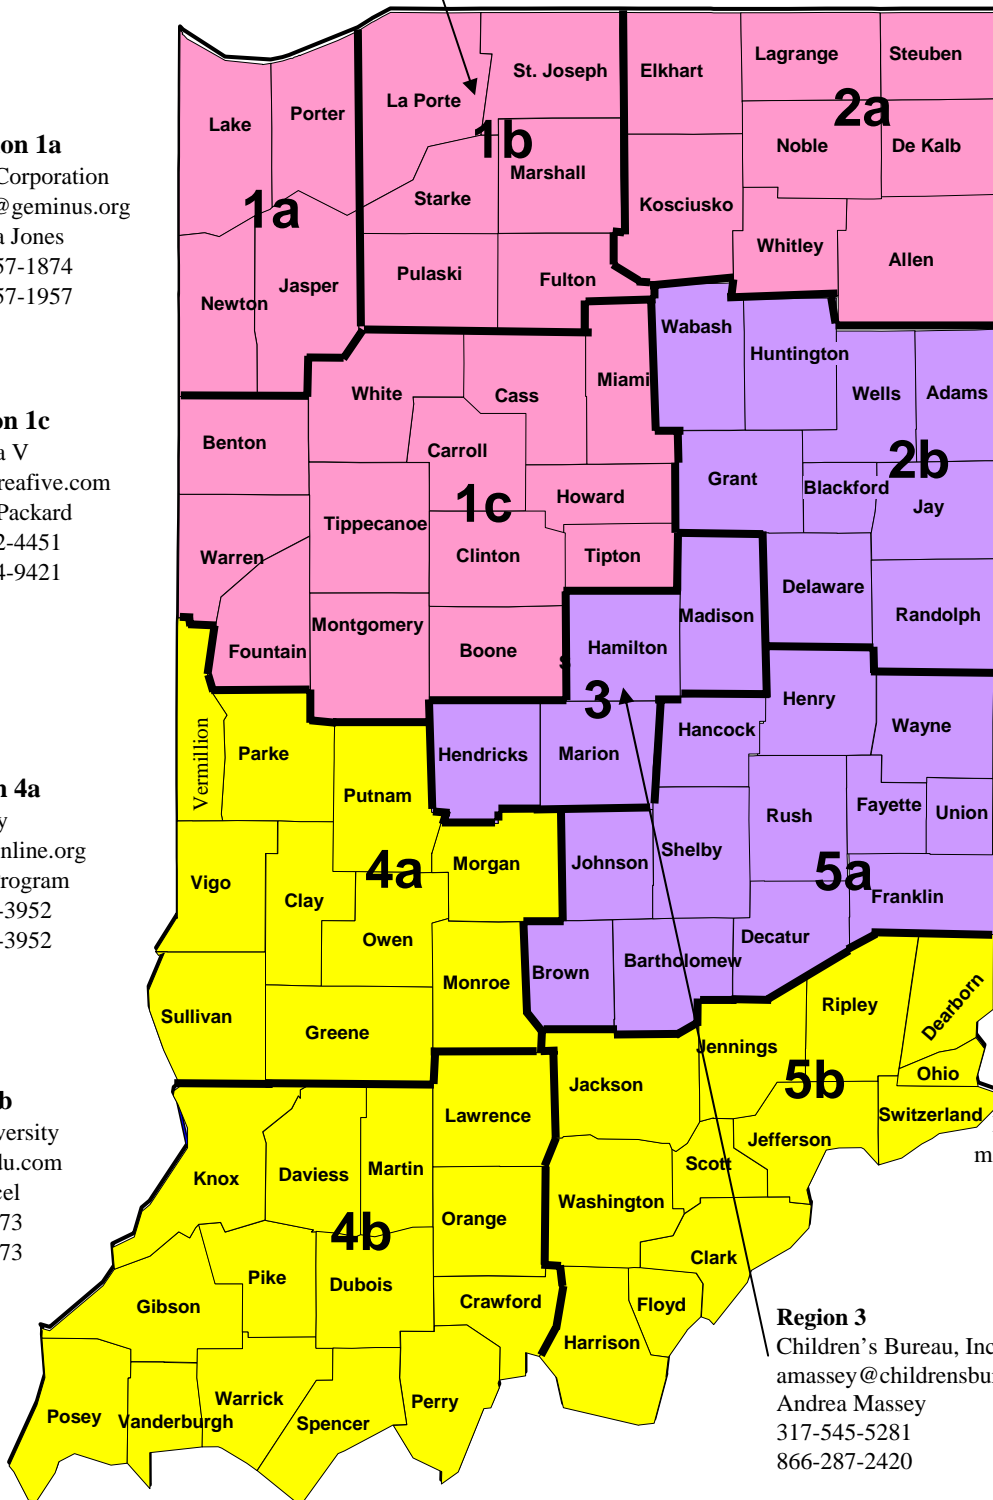 St. Joseph
Elkhart
Lagrange
Steuben
La Porte
Lake
Porter
1b
2a
Noble
De Kalb
Marshall
Starke
1a
Kosciusko
Whitley
Allen
Pulaski
Fulton
Jasper
Newton
Wabash
Huntington
White
Cass
Miami
Wells
Adams
Benton
Carroll
1c
Howard
Grant
2b
Blackford
Jay
Tippecanoe
Warren
Clinton
Tipton
Delaware
Randolph
Madison
Montgomery
Fountain
Boone
s
Hamilton
3
Henry
Wayne
Hancock
Vermillion
Parke
Hendricks
Marion
Putnam
Rush
Fayette
Union
Vigo
4a
Morgan
Johnson
Shelby
5a
Franklin
Clay
Owen
Decatur
Monroe
Brown
Bartholomew
Sullivan
Greene
Ripley
Dearborn
Jennings
5b
Ohio
Jackson
Lawrence
Jefferson
Switzerland
Knox
Daviess
Martin
Scott
Washington
Orange
4b
Clark
Pike
Dubois
Gibson
Crawford
Floyd
Harrison
Posey
Vanderburgh
Warrick
Spencer
Perry
on 1a
Corporation
@geminus.org
a Jones
57-1874
57-1957
on 1c
a V
reafive.com
Packard
2-4451
4-9421
n 4a
y
nline.org
rogram
-3952
-3952
b
versity
du.com
cel
73
73
m
Region 3
Children’s Bureau, Inc
amassey@childrensbu
Andrea Massey
317-545-5281
866-287-2420